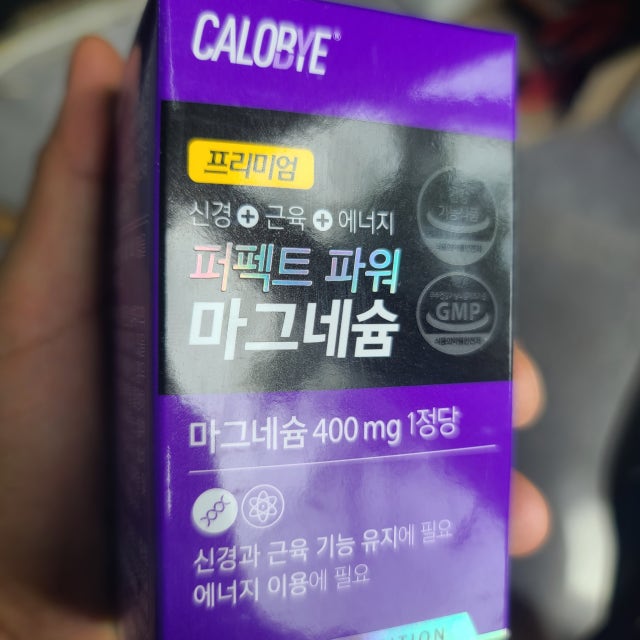 CALOBYE®
프리미엄
신경+근육+에너지
퍼펙트 파워
마그네슘
GMP
마그네슘 400 mg 1정당
신경과 근육 기능 유지에 필요
에너지 이용에 필요